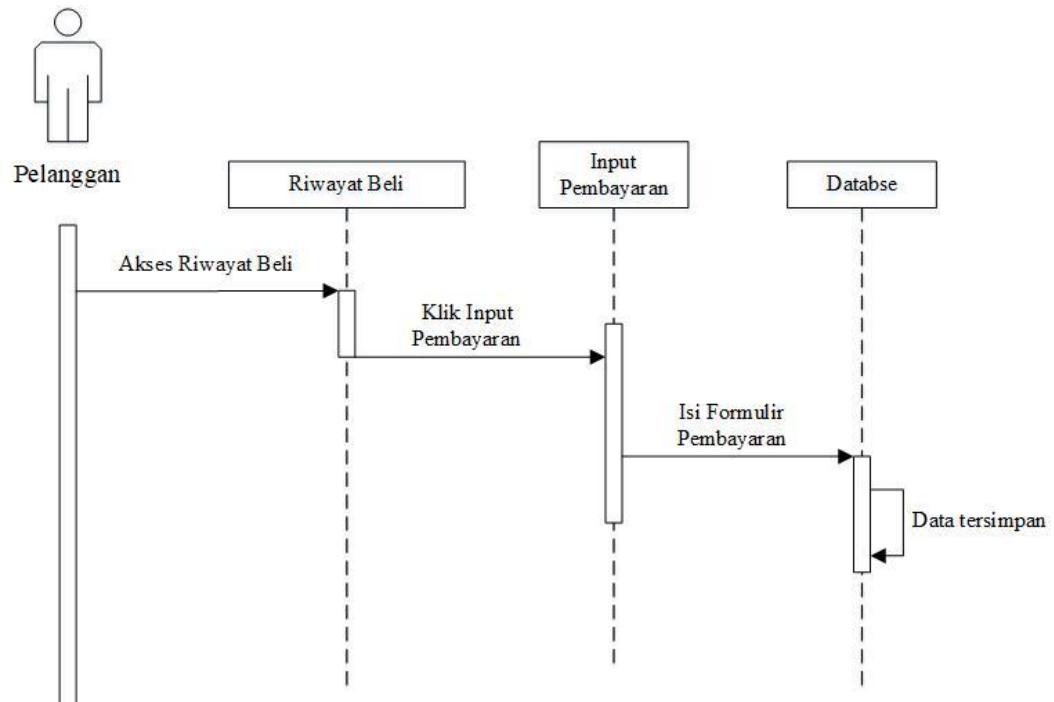 Pelanggan
Riwayat Beli
Input
Pembayaran
Databse
Akses Riwayat Beli
Klik Input
Pembayaran
Isi Formulir
Pembayaran
Data tersimpan